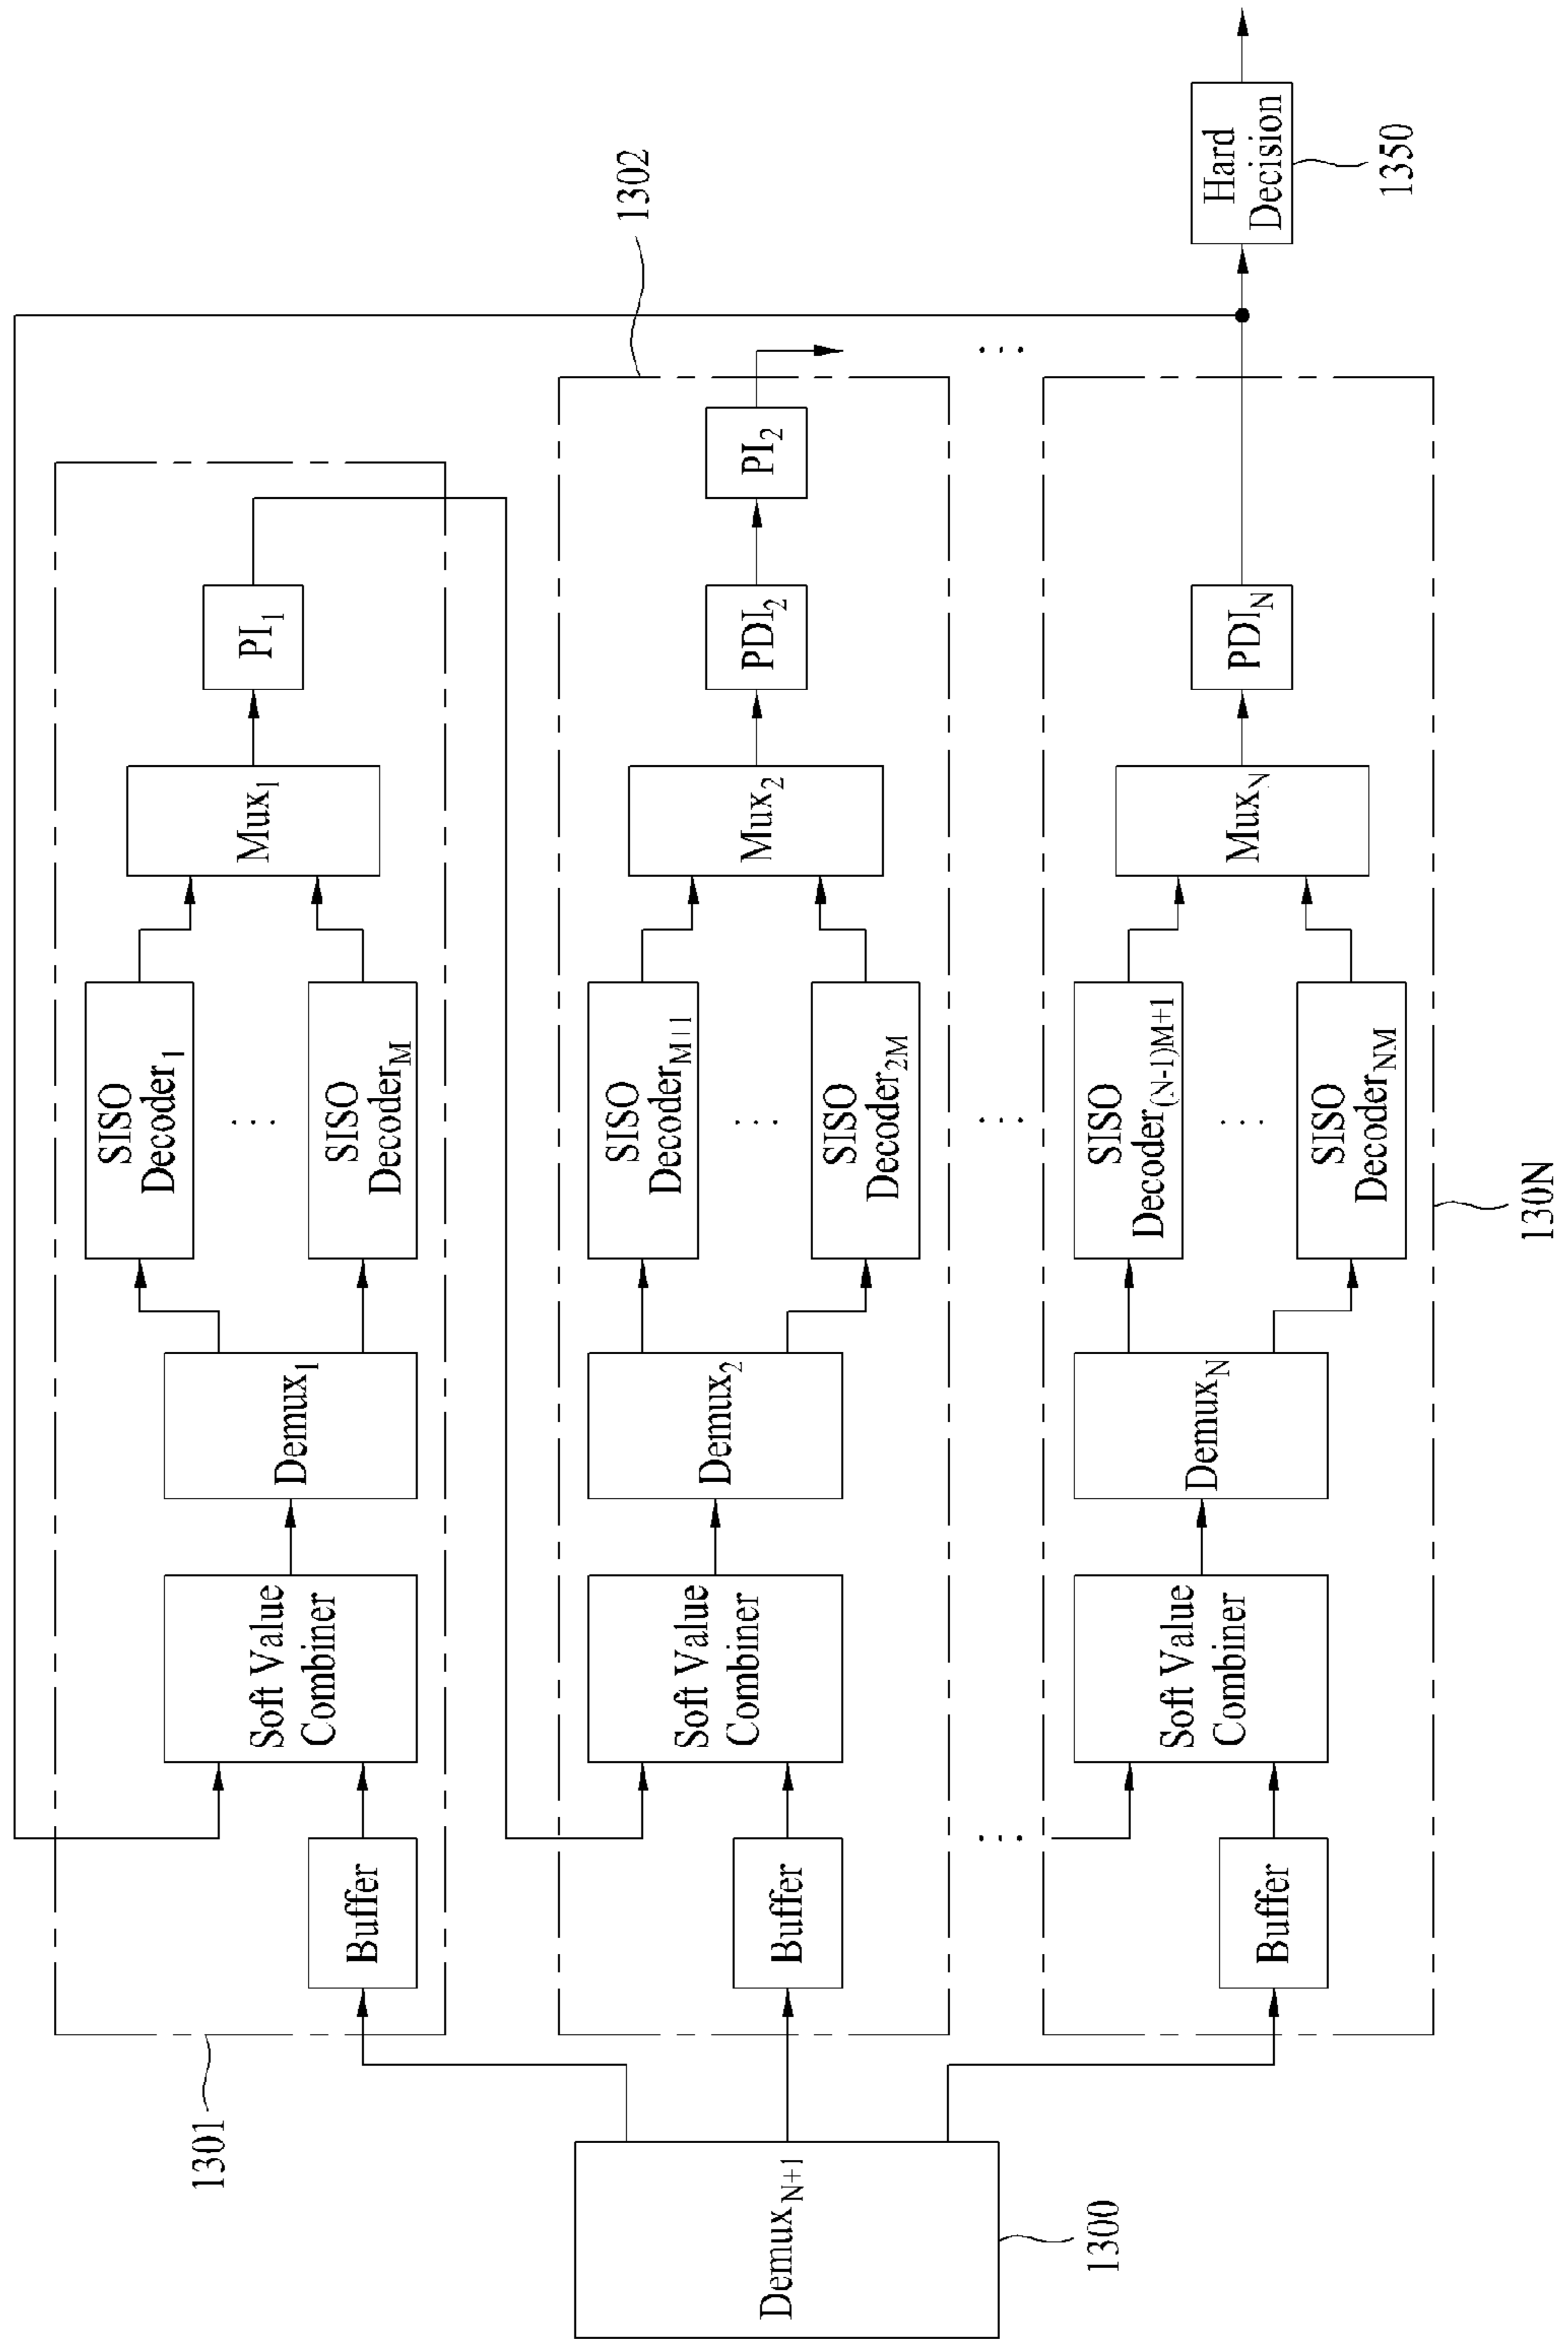 1301
Buffer
Soft Value
Combiner
Demux1
SISO
Decoder1
SISO
DecoderM
Mux1
PI1
1300
DemuxN+1
Buffer
Soft Value
Combiner
Demux2
SISO
DecoderM+1
SISO
Decoder2M
Mux2
PDI2
PI2
1302
Buffer
Soft Value
Combiner
DemuxN
SISO
Decoder(N-1)M+1
SISO
DecoderNM
MuxN
PDIN
130N
Hard
Decision
1350